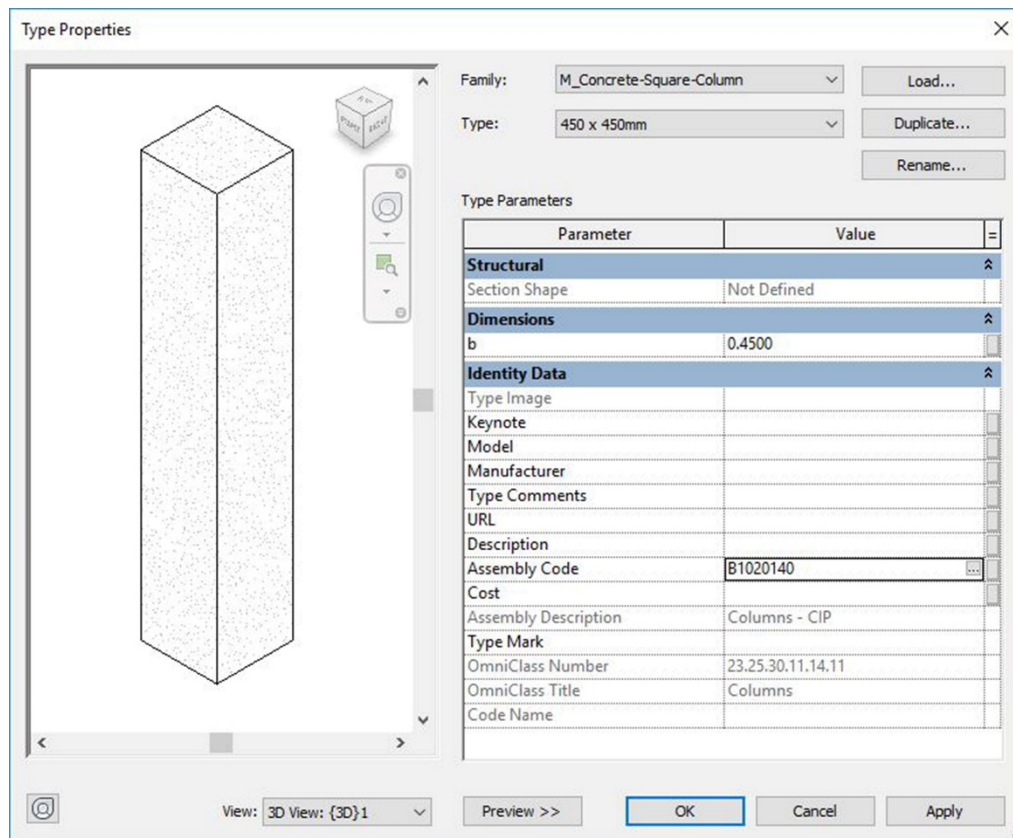 Type Properties
Family: M_Concrete-Square-Column Load...
Type: 450 x 450mm Duplicate...
Rename...
Type Parameters
Parameter Value =
Structural
Section Shape Not Defined
Dimensions
b 0.4500
Identity Data
Type Image
Keynote
Model
Manufacturer
Type Comments
URL
Description
Assembly Code B1020140 ...
Cost
Assembly Description Columns - CIP
Type Mark
OmniClass Number 23.25.30.11.14.11
OmniClass Title Columns
Code Name
View: 3D View: {3D}1 Preview >> OK Cancel Apply